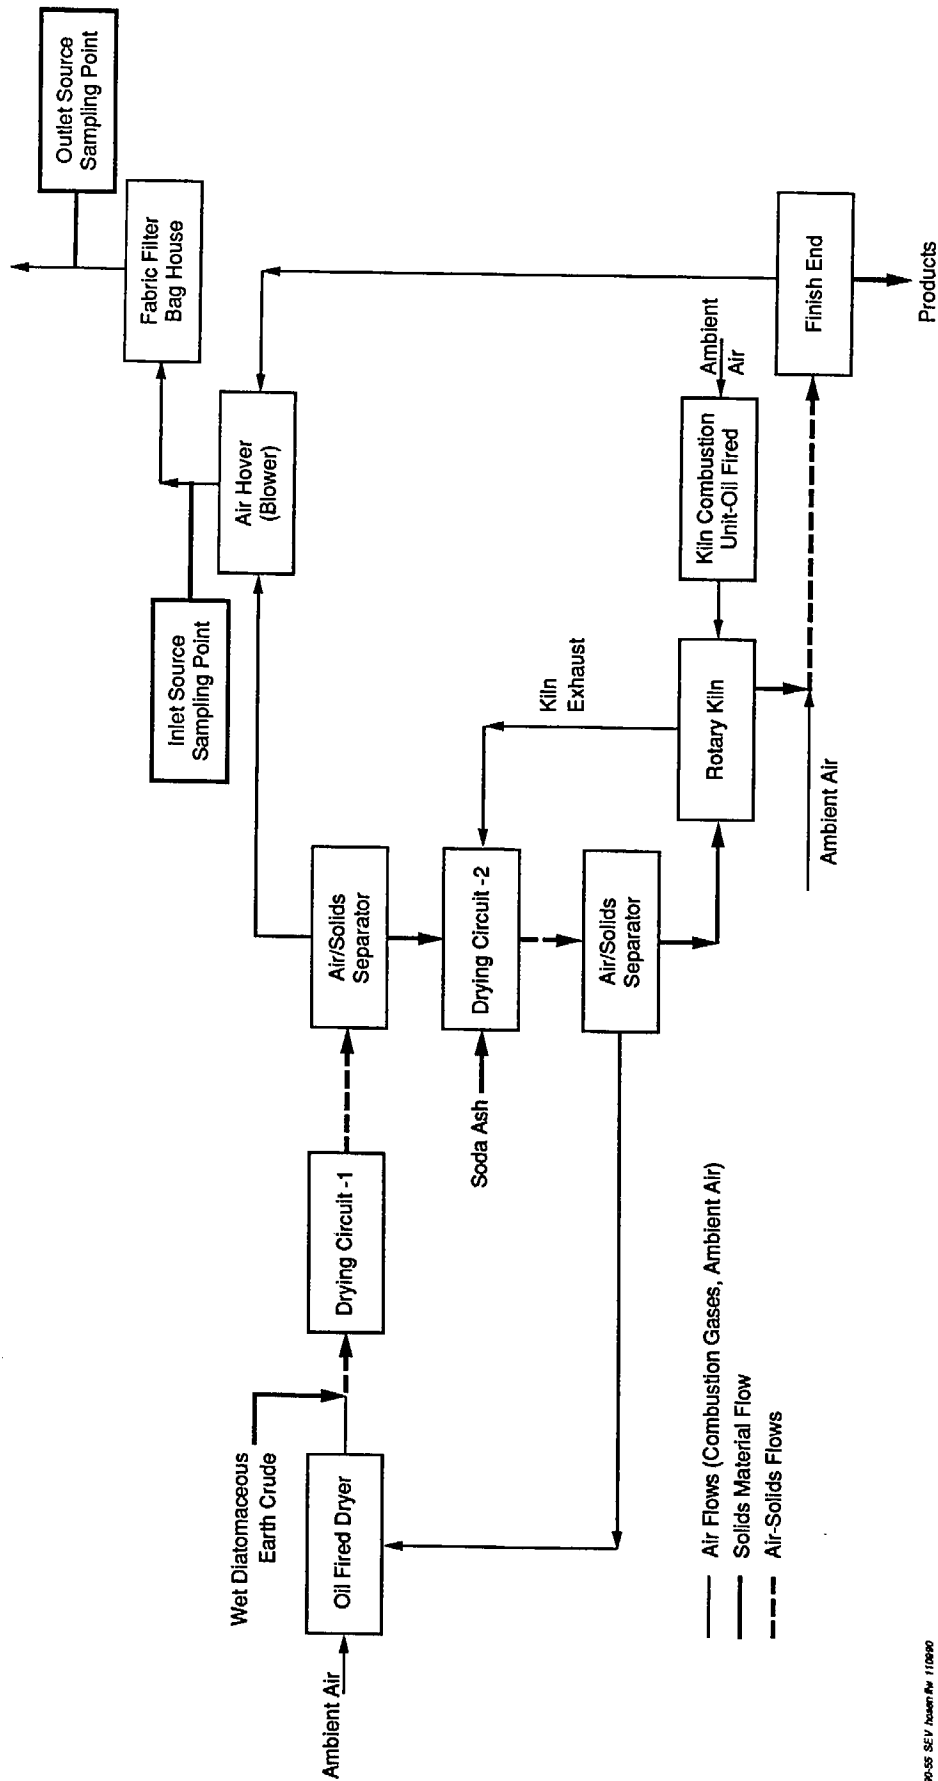 Outlet Source
Sampling Point
Fabric Filter
Bag House
Inlet Source
Sampling Point
Air Hover
(Blower)
Wet Diatomaceous
Earth Crude
Ambient Air
Oil Fired Dryer
Drying Circuit -1
Air/Solids
Separator
Soda Ash
Drying Circuit -2
Air/Solids
Separator
Kiln
Exhaust
Rotary Kiln
Kiln Combustion
Unit-Oil Fired
Ambient
Air
Ambient Air
Finish End
Products
Air Flows (Combustion Gases, Ambient Air)
Solids Material Flow
Air-Solids Flows